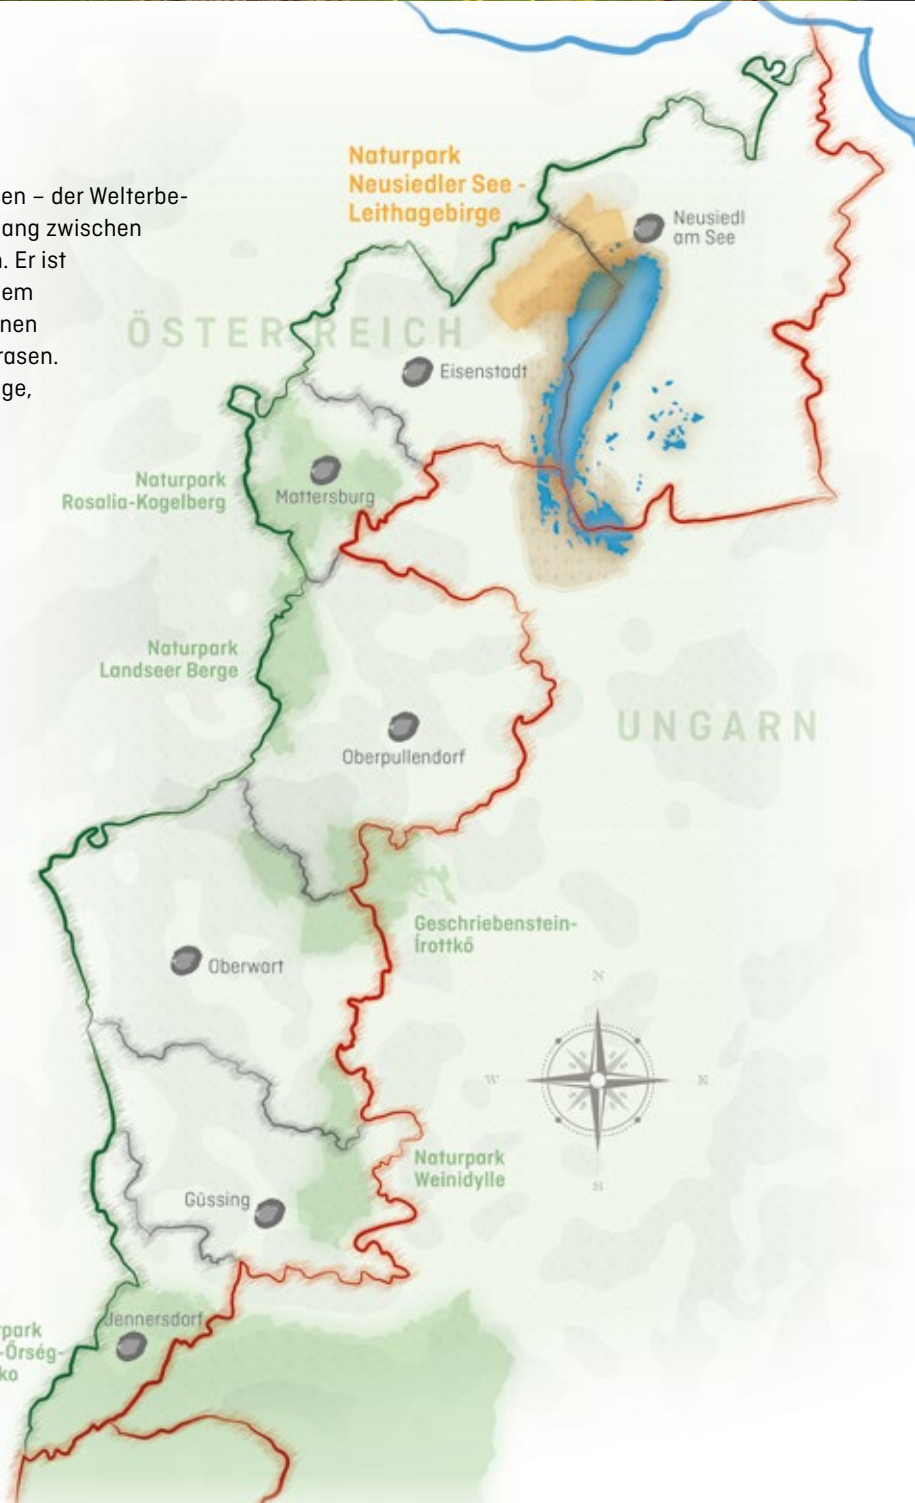 en – der Welterbe-
ang zwischen
. Er ist
em
nen
rasen.
ge,
Naturpark
Neusiedler See -
Leithagebirge
Neusiedl
am See
ÖSTERREICH
Eisenstadt
Naturpark
Rosalia-Kogelberg
Mattersburg
Naturpark
Landseer Berge
UNGARN
Oberpullendorf
Geschriebenstein-
Írottkő
Oberwart
N
W
E
S
Naturpark
Weinidylle
Güssing
Jennersdorf
park
-Őrség-
ko